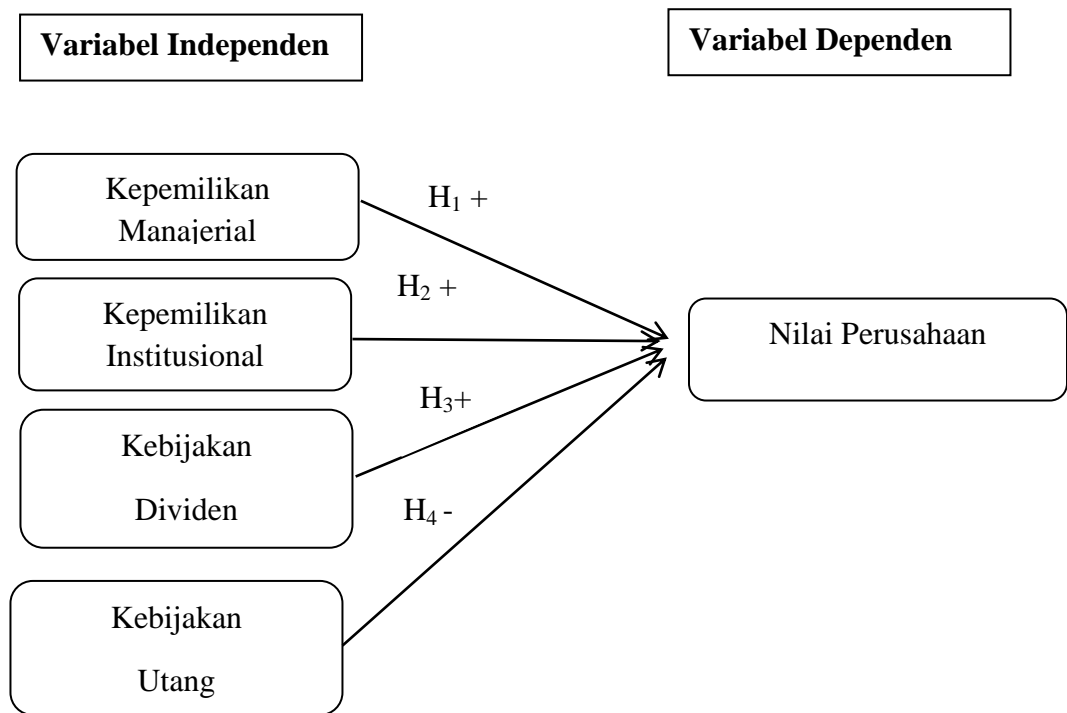 Variabel Independen
Variabel Dependen
Kepemilikan
Manajerial
H₁ +
Kepemilikan
Institusional
H₂ +
Nilai Perusahaan
Kebijakan
Dividen
H₃+
Kebijakan
Utang
H₄ -